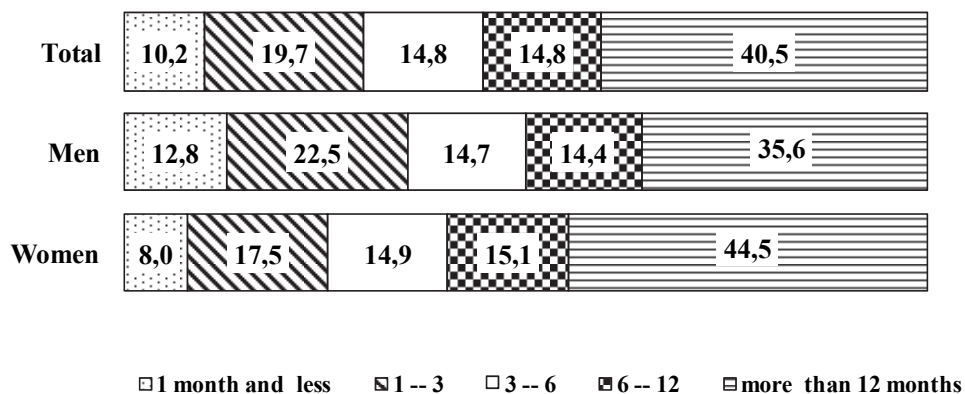 Total 10,2 19,7 14,8 14,8 40,5
Men 12,8 22,5 14,7 14,4 35,6
Women 8,0 17,5 14,9 15,1 44,5
1 month and less 1 -- 3 3 -- 6 6 -- 12 more than 12 months